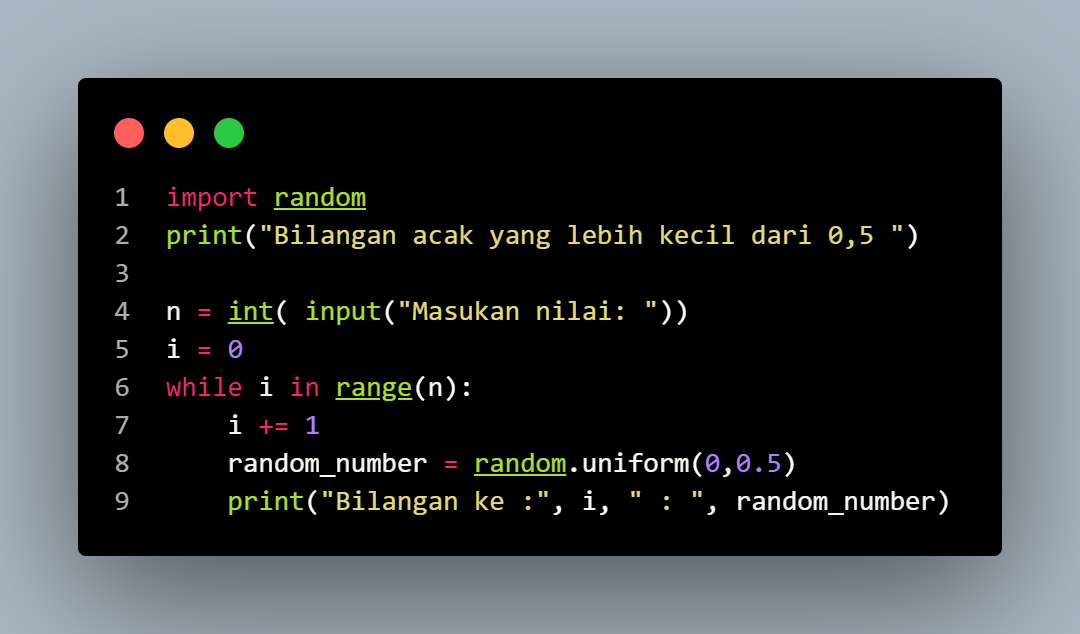 1 import random
2 print("Bilangan acak yang lebih kecil dari 0,5 ")
3
4 n = int( input("Masukan nilai: "))
5 i = 0
6 while i in range(n):
7     i += 1
8     random_number = random.uniform(0,0.5)
9     print("Bilangan ke :", i, " : ", random_number)